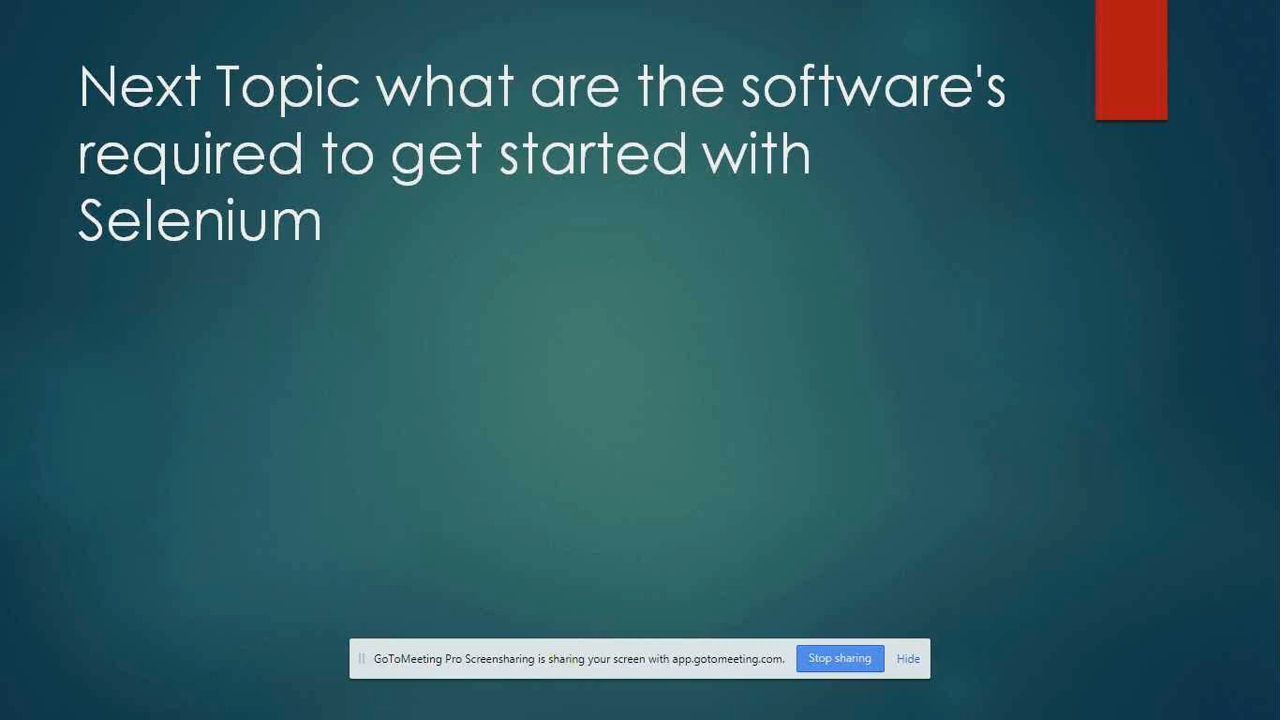 Next Topic what are the software's
required to get started with
Selenium
GoToMeeting Pro Screensharing is sharing your screen with app.gotomeeting.com. Stop sharing Hide